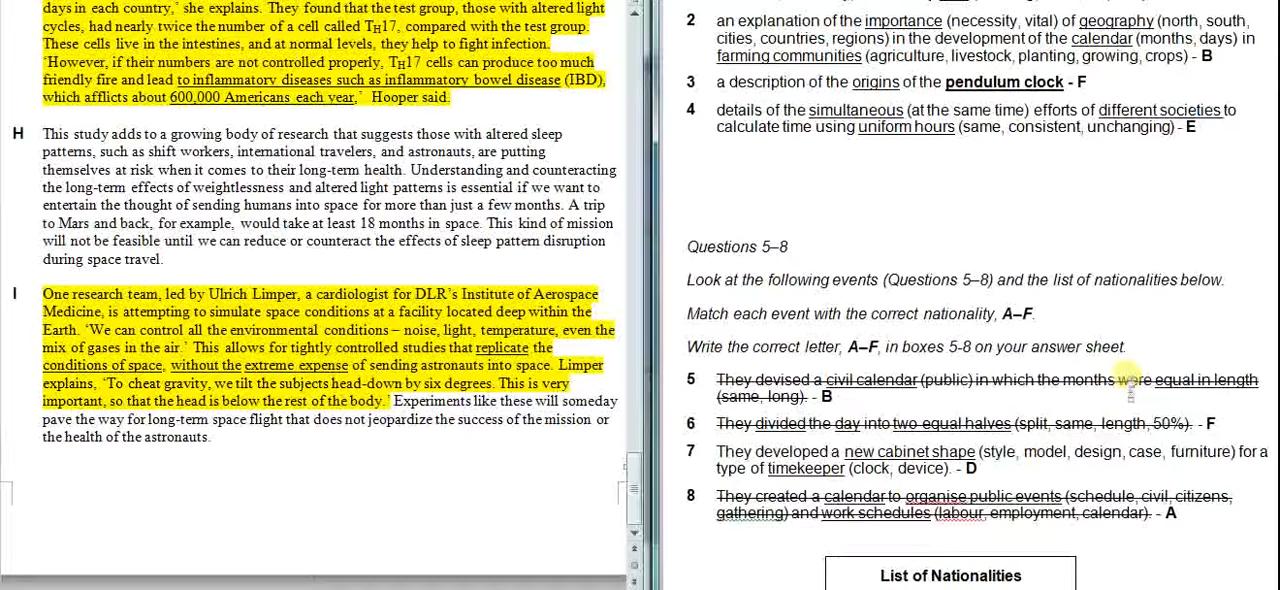 days in each country,’ she explains. They found that the test group, those with altered light
cycles, had nearly twice the number of a cell called TH17, compared with the test group.
These cells live in the intestines, and at normal levels, they help to fight infection.
‘However, if their numbers are not controlled properly, TH17 cells can produce too much
friendly fire and lead to inflammatory diseases such as inflammatory bowel disease (IBD),
which afflicts about 600,000 Americans each year,’ Hooper said.
H This study adds to a growing body of research that suggests those with altered sleep
patterns, such as shift workers, international travelers, and astronauts, are putting
themselves at risk when it comes to their long-term health. Understanding and counteracting
the long-term effects of weightlessness and altered light patterns is essential if we want to
entertain the thought of sending humans into space for more than just a few months. A trip
to Mars and back, for example, would take at least 18 months in space. This kind of mission
will not be feasible until we can reduce or counteract the effects of sleep pattern disruption
during space travel.
I One research team, led by Ulrich Limper, a cardiologist for DLR’s Institute of Aerospace
Medicine, is attempting to simulate space conditions at a facility located deep within the
Earth. ‘We can control all the environmental conditions – noise, light, temperature, even the
mix of gases in the air.’ This allows for tightly controlled studies that replicate the
conditions of space, without the extreme expense of sending astronauts into space. Limper
explains, ‘To cheat gravity, we tilt the subjects head-down by six degrees. This is very
important, so that the head is below the rest of the body.’ Experiments like these will someday
pave the way for long-term space flight that does not jeopardize the success of the mission or
the health of the astronauts.
2 an explanation of the importance (necessity, vital) of geography (north, south,
cities, countries, regions) in the development of the calendar (months, days) in
farming communities (agriculture, livestock, planting, growing, crops) - B
3 a description of the origins of the pendulum clock - F
4 details of the simultaneous (at the same time) efforts of different societies to
calculate time using uniform hours (same, consistent, unchanging) - E
Questions 5–8
Look at the following events (Questions 5–8) and the list of nationalities below.
Match each event with the correct nationality, A–F.
Write the correct letter, A–F, in boxes 5-8 on your answer sheet.
5 They devised a civil calendar (public) in which the months were equal in length
(same, long). - B
6 They divided the day into two equal halves (split, same, length, 50%). - F
7 They developed a new cabinet shape (style, model, design, case, furniture) for a
type of timekeeper (clock, device). - D
8 They created a calendar to organise public events (schedule, civil, citizens,
gathering) and work schedules (labour, employment, calendar). - A
List of Nationalities